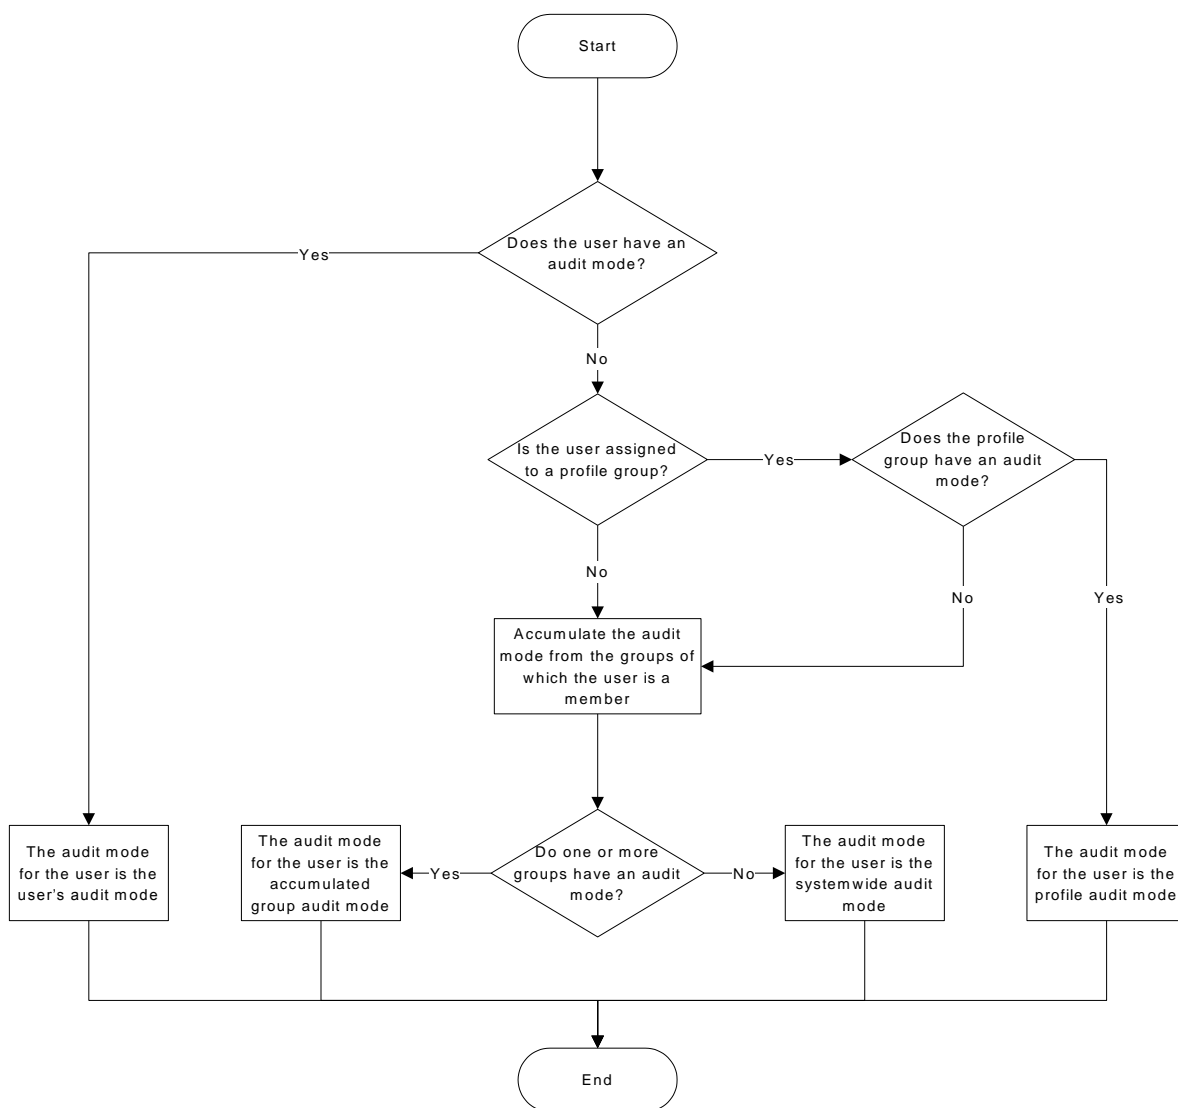 Start
Does the user have an
audit mode?
Yes
No
Is the user assigned
to a profile group?
Yes
Does the profile
group have an audit
mode?
No
No
Yes
Accumulate the audit
mode from the groups of
which the user is a
member
The audit mode
for the user is the
user’s audit mode
The audit mode
for the user is the
accumulated
group audit mode
Yes
Do one or more
groups have an audit
mode?
No
The audit mode
for the user is the
systemwide audit
mode
The audit mode
for the user is the
profile audit mode
End